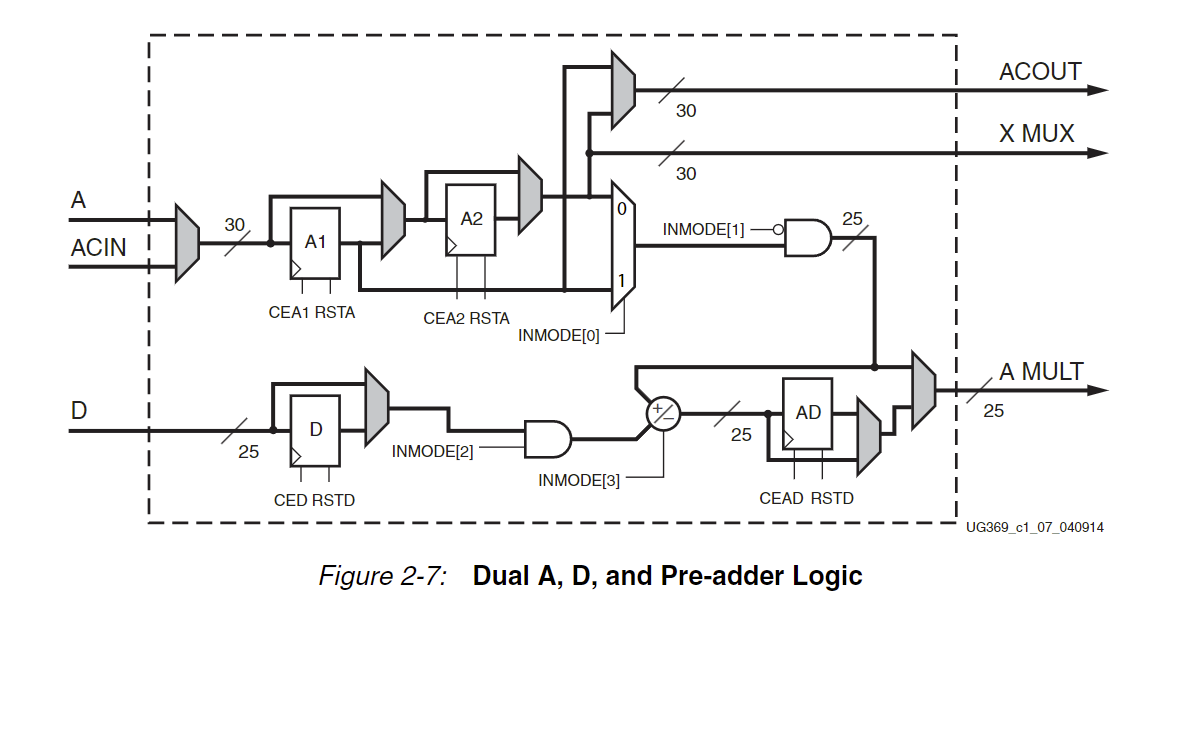 ACOUT
30
X MUX
30
A
30
ACIN
A1
A2
0
1
INMODE[1]
25
CEA1 RSTA
CEA2 RSTA
INMODE[0]
A MULT
25
D
25
D
INMODE[2]
+
−
25
AD
INMODE[3]
CED RSTD
CEAD RSTD
UG369_c1_07_040914
Figure 2-7: Dual A, D, and Pre-adder Logic